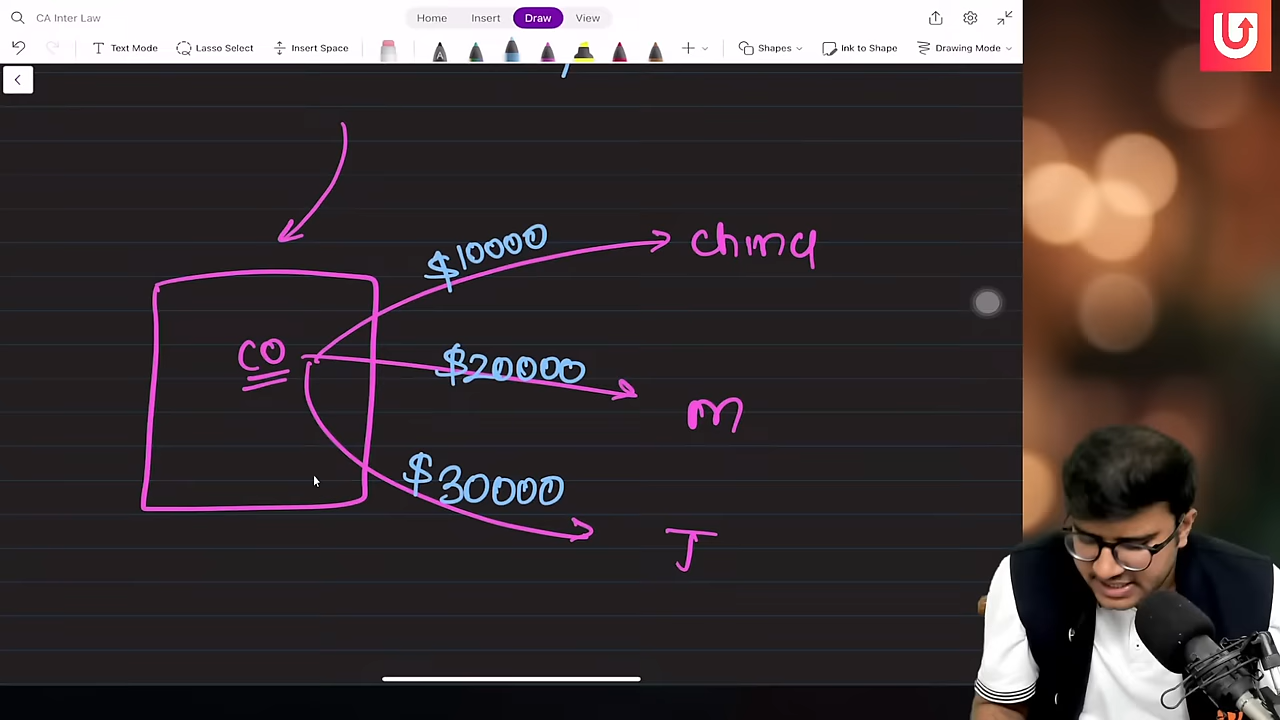 CA Inter Law
Home Insert Draw View
Text Mode Lasso Select Insert Space Shapes Ink to Shape Drawing Mode
$10000
China
CO
$20000
m
$30000
J